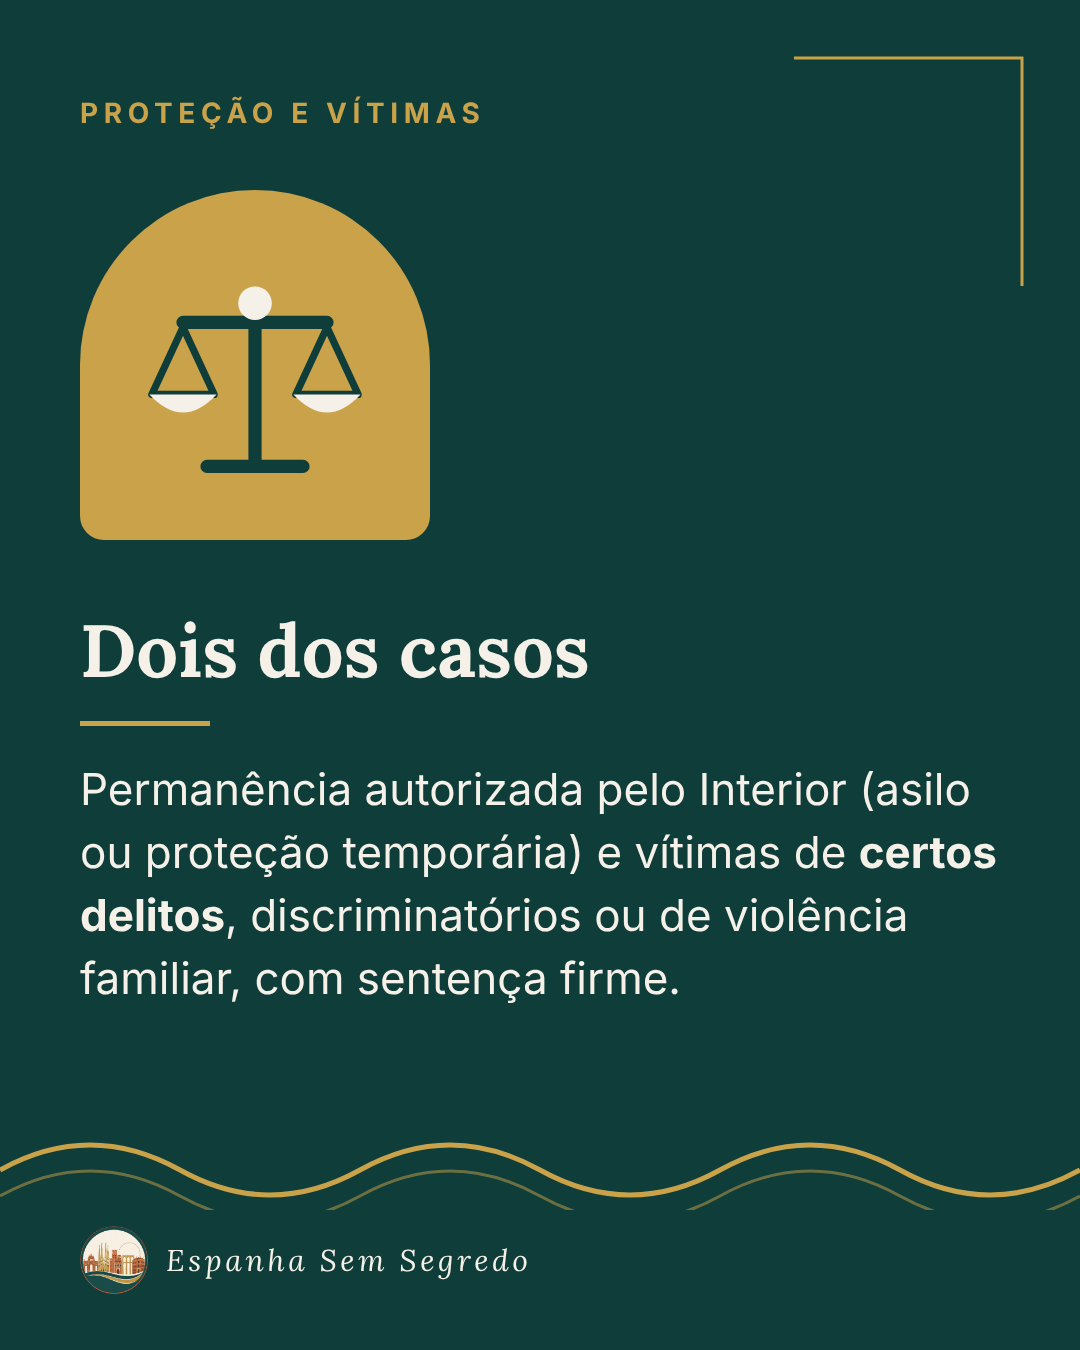 PROTEÇÃO E VÍTIMAS
Dois dos casos
Permanência autorizada pelo Interior (asilo
ou proteção temporária) e vítimas de certos
delitos, discriminatórios ou de violência
familiar, com sentença firme.
Espanha Sem Segredo